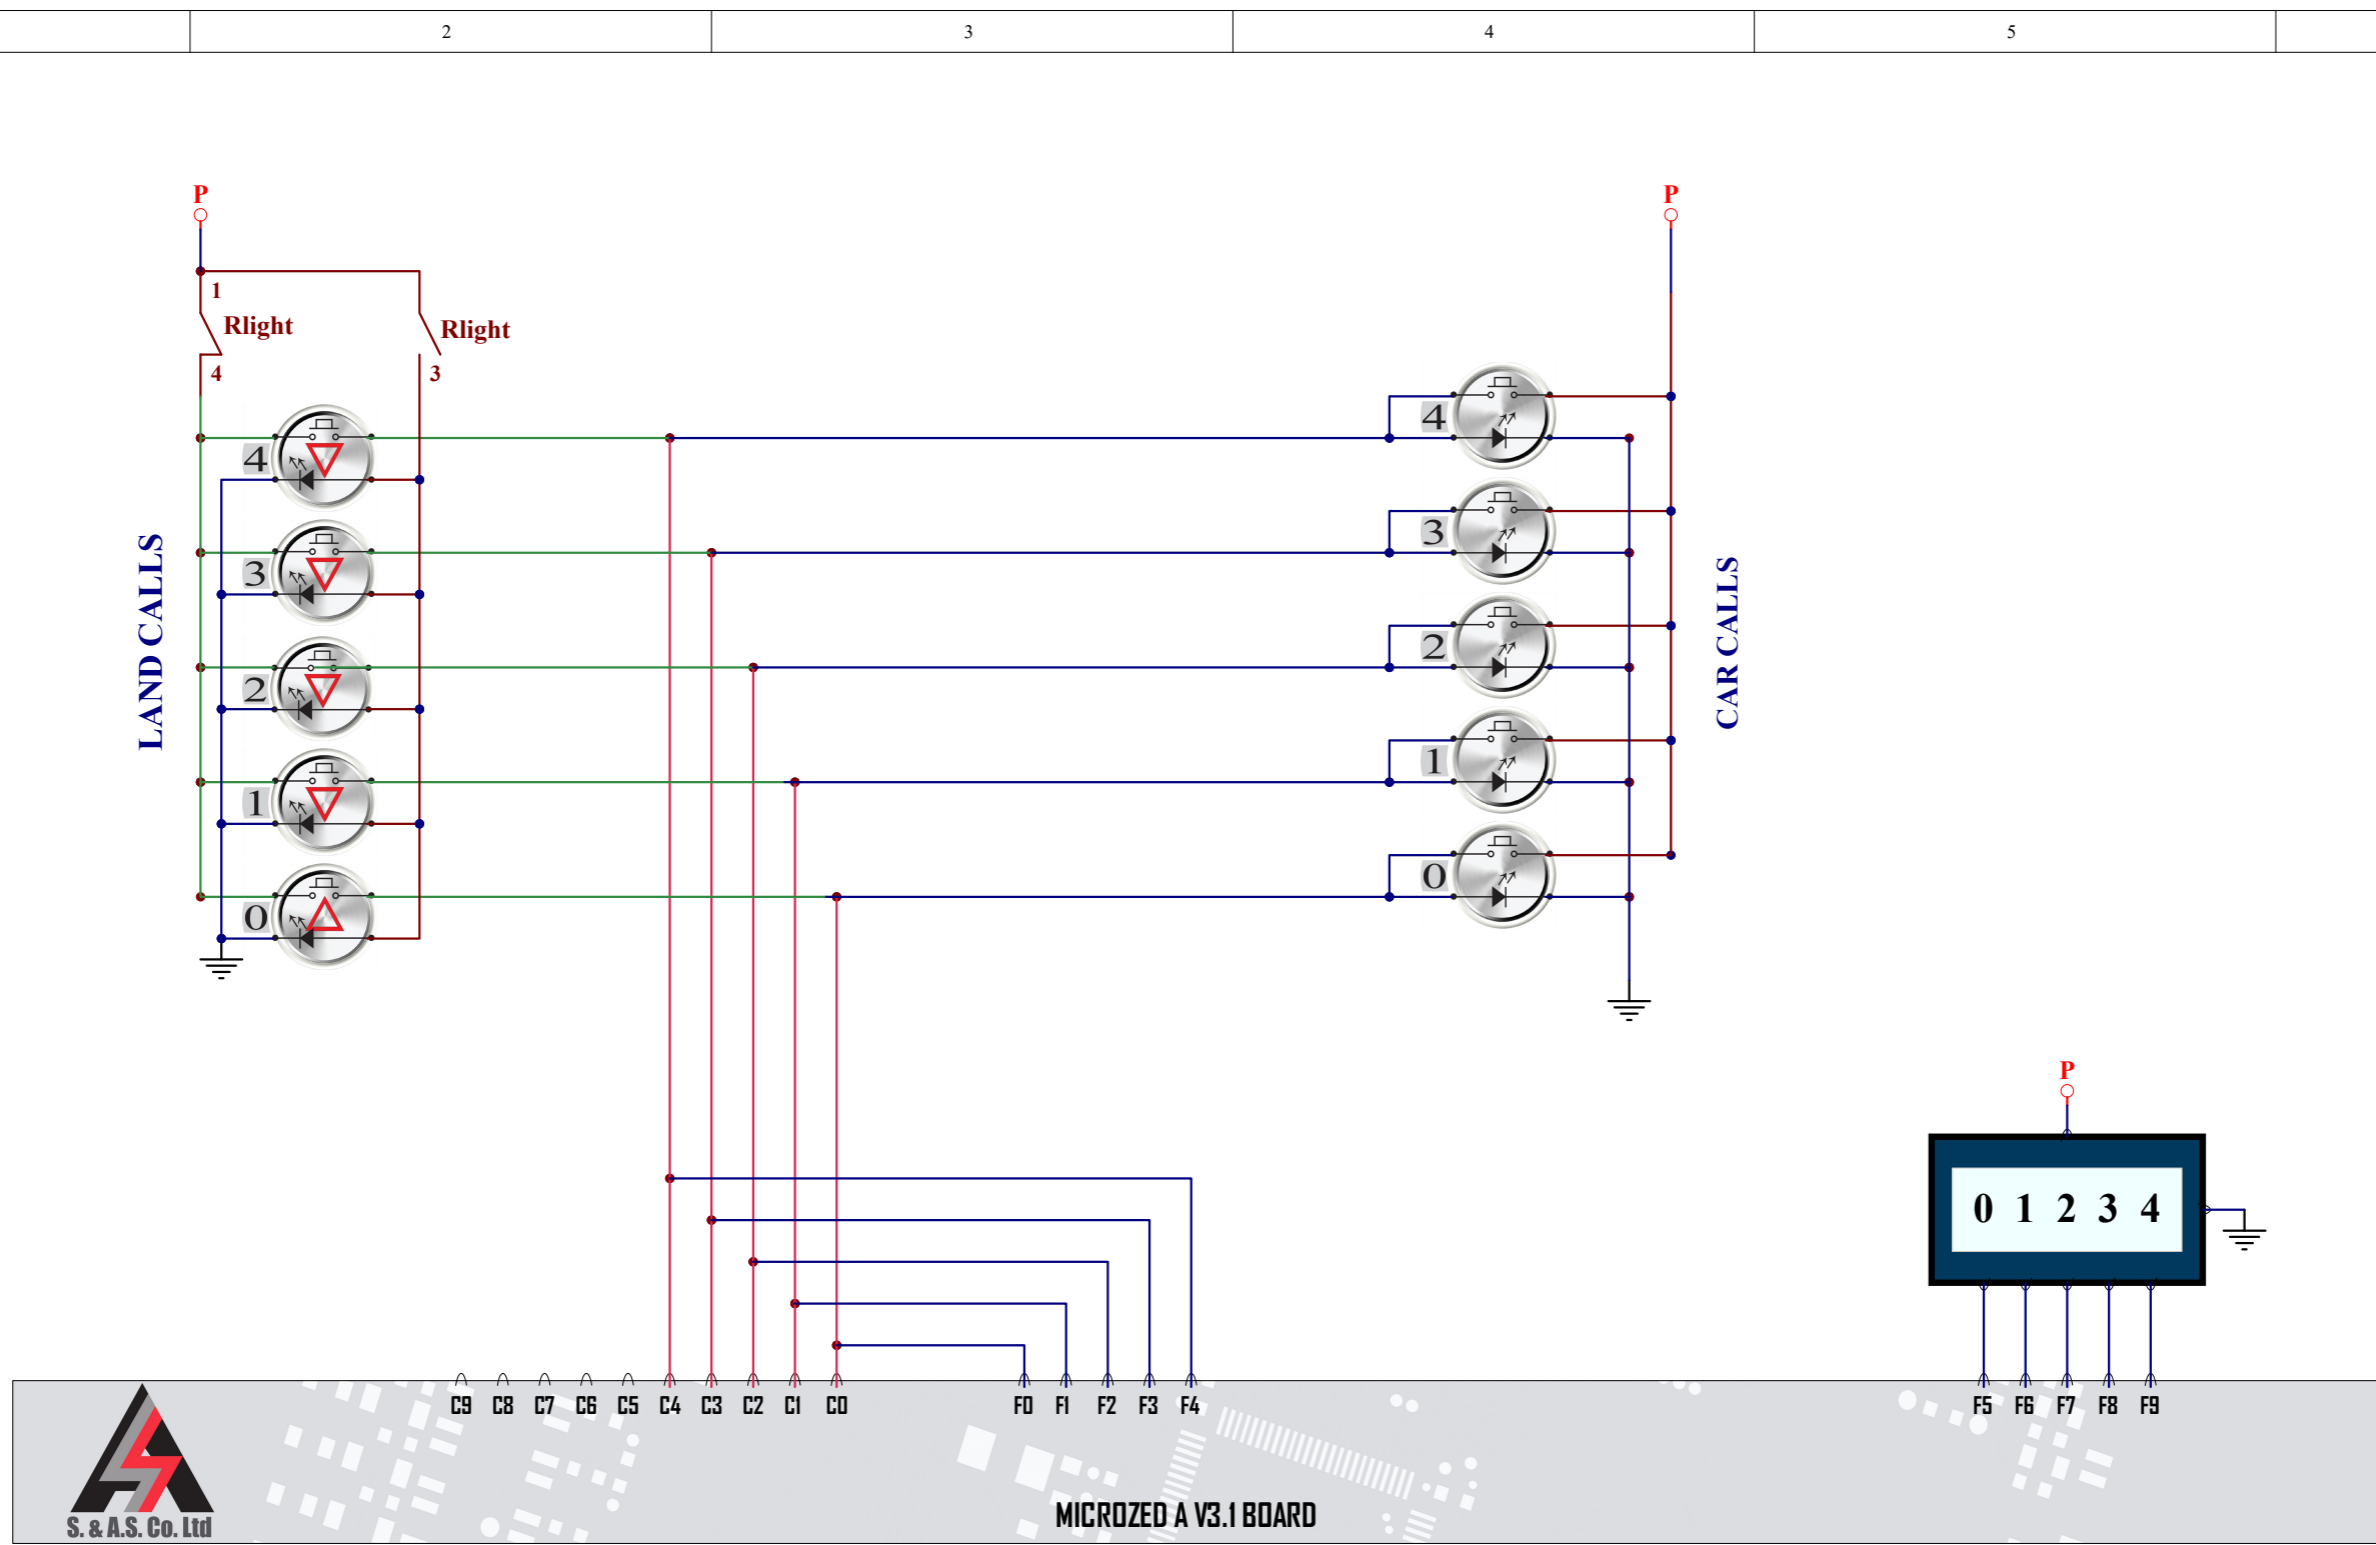 2 3 4 5
P P
1
Rlight Rlight
4 3
LAND CALLS
4
3
2
1
0
4
3
2
1
0
CAR CALLS
P
0 1 2 3 4
C9 C8 C7 C6 C5 C4 C3 C2 C1 C0 F0 F1 F2 F3 F4 F5 F6 F7 F8 F9
S. & A.S. Co. Ltd
MICROZED A V3.1 BOARD